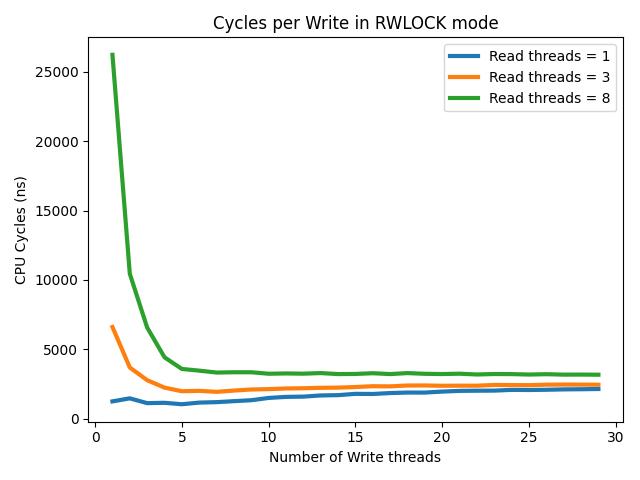 Cycles per Write in RWLOCK mode
Read threads = 1
Read threads = 3
Read threads = 8
CPU Cycles (ns)
25000
20000
15000
10000
5000
0
0 5 10 15 20 25 30
Number of Write threads